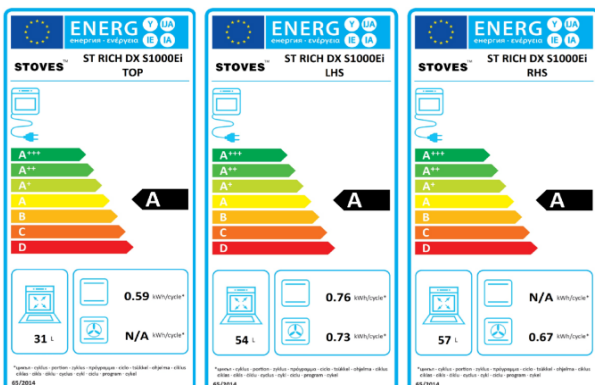 ENERG Y UA
енергия · ενέργεια IE IA
STOVES™ ST RICH DX S1000Ei
TOP
A+++
A++
A+
A
B
C
D
A
31 L
0.59 kWh/cycle*
N/A kWh/cycle*
65/2014
ENERG Y UA
енергия · ενέργεια IE IA
STOVES™ ST RICH DX S1000Ei
LHS
A+++
A++
A+
A
B
C
D
A
54 L
0.76 kWh/cycle*
0.73 kWh/cycle*
65/2014
ENERG Y UA
енергия · ενέργεια IE IA
STOVES™ ST RICH DX S1000Ei
RHS
A+++
A++
A+
A
B
C
D
A
57 L
N/A kWh/cycle*
0.67 kWh/cycle*
65/2014